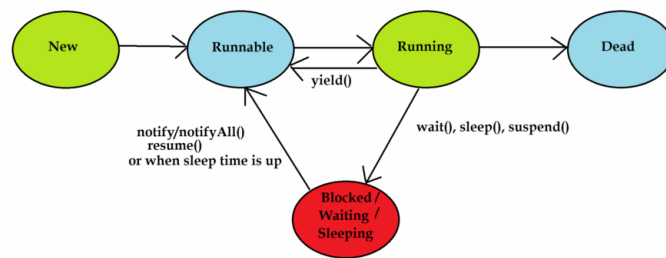 New
Runnable
Running
Dead
yield()
notify/notifyAll()
resume()
or when sleep time is up
wait(), sleep(), suspend()
Blocked /
Waiting /
Sleeping